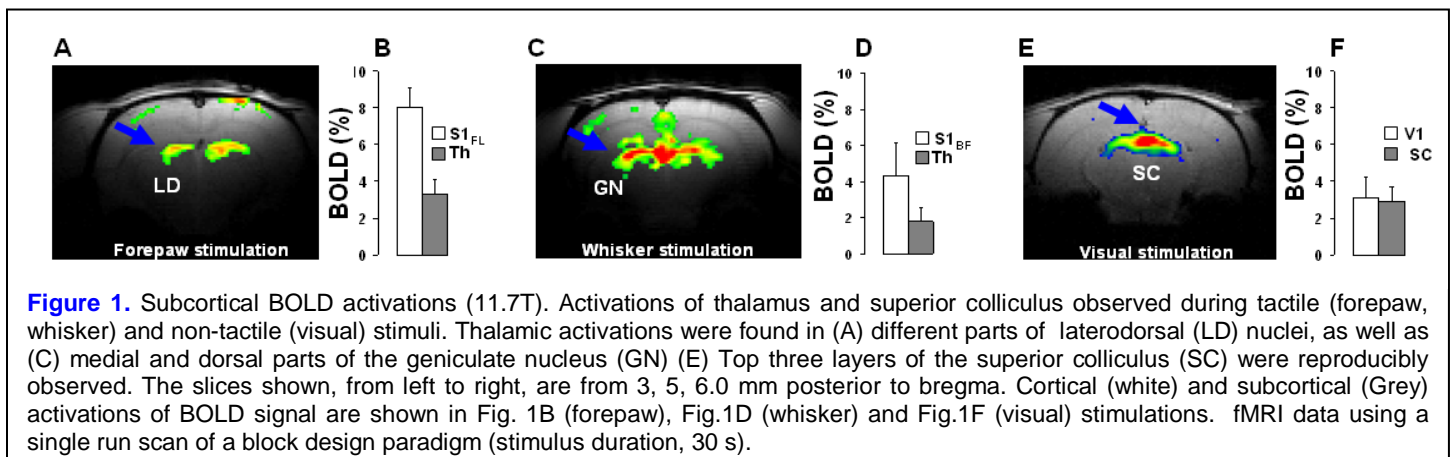 A B C D E F
10
8
6
4
2
0
BOLD (%)
S1FL
Th
LD
Forepaw stimulation
10
8
6
4
2
0
BOLD (%)
S1BF
Th
GN
Whisker stimulation
10
8
6
4
2
0
BOLD (%)
V1
SC
SC
Visual stimulation
Figure 1. Subcortical BOLD activations (11.7T). Activations of thalamus and superior colliculus observed during tactile (forepaw,
whisker) and non-tactile (visual) stimuli. Thalamic activations were found in (A) different parts of laterodorsal (LD) nuclei, as well as
(C) medial and dorsal parts of the geniculate nucleus (GN) (E) Top three layers of the superior colliculus (SC) were reproducibly
observed. The slices shown, from left to right, are from 3, 5, 6.0 mm posterior to bregma. Cortical (white) and subcortical (Grey)
activations of BOLD signal are shown in Fig. 1B (forepaw), Fig.1D (whisker) and Fig.1F (visual) stimulations. fMRI data using a
single run scan of a block design paradigm (stimulus duration, 30 s).